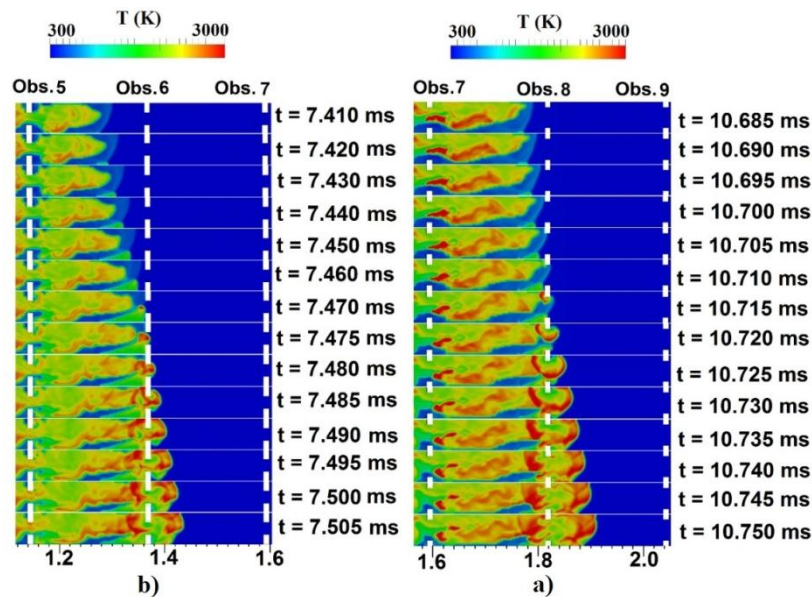 T (K)
300 3000
Obs.5 Obs.6 Obs.7
t = 7.410 ms
t = 7.420 ms
t = 7.430 ms
t = 7.440 ms
t = 7.450 ms
t = 7.460 ms
t = 7.470 ms
t = 7.475 ms
t = 7.480 ms
t = 7.485 ms
t = 7.490 ms
t = 7.495 ms
t = 7.500 ms
t = 7.505 ms
1.2 1.4 1.6
b)
T (K)
300 3000
Obs.7 Obs.8 Obs.9
t = 10.685 ms
t = 10.690 ms
t = 10.695 ms
t = 10.700 ms
t = 10.705 ms
t = 10.710 ms
t = 10.715 ms
t = 10.720 ms
t = 10.725 ms
t = 10.730 ms
t = 10.735 ms
t = 10.740 ms
t = 10.745 ms
t = 10.750 ms
1.6 1.8 2.0
a)